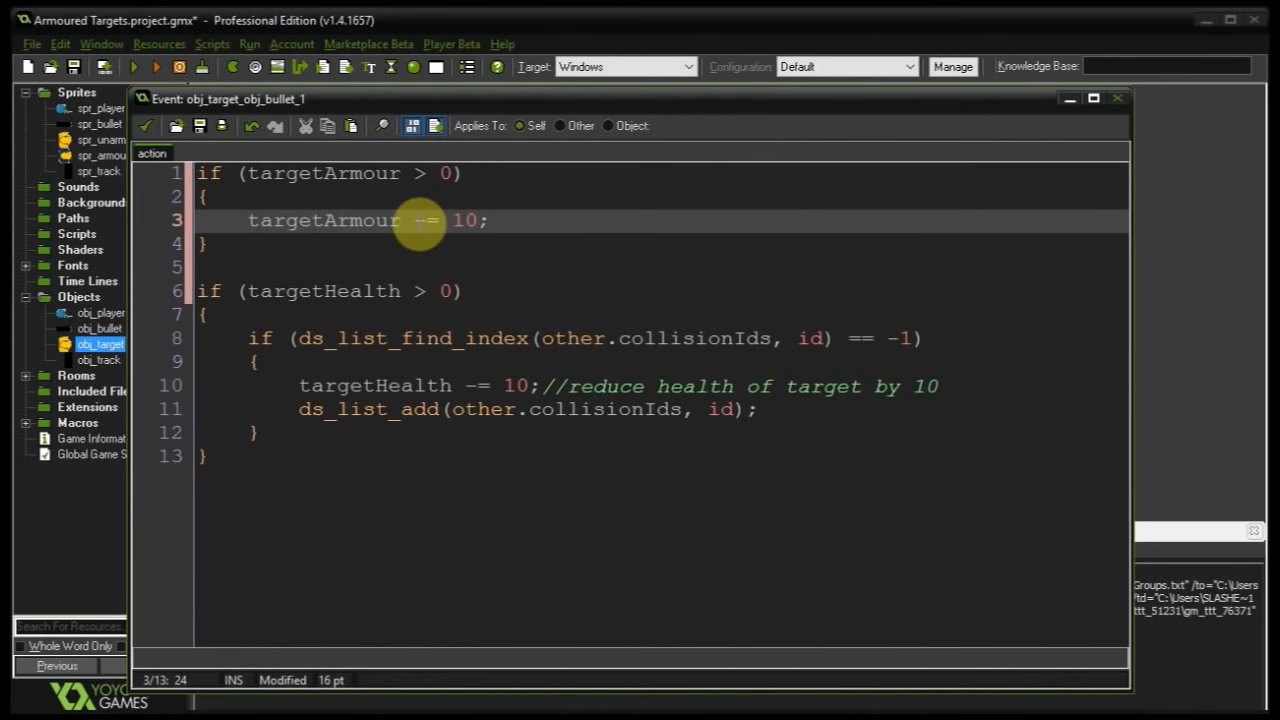 Armoured Targets.project.gmx* - Professional Edition (v1.4.1657)
File Edit Window Resources Scripts Run Account Marketplace Beta Player Beta Help
Target: Windows Configuration: Default Manage Knowledge Base:
Sprites
spr_player
spr_bullet
spr_unarm
spr_armou
spr_track
Sounds
Background
Paths
Scripts
Shaders
Fonts
Time Lines
Objects
obj_player
obj_bullet
obj_target
obj_track
Rooms
Included File
Extensions
Macros
Game Informat
Global Game S
Search For Resources
Whole Word Only
Previous
YOYO
GAMES
Event: obj_target_obj_bullet_1
Applies To: Self Other Object:
action
1 if (targetArmour > 0)
2 {
3 targetArmour -= 10;
4 }
5
6 if (targetHealth > 0)
7 {
8 if (ds_list_find_index(other.collisionIds, id) == -1)
9 {
10 targetHealth -= 10;//reduce health of target by 10
11 ds_list_add(other.collisionIds, id);
12 }
13 }
3/13: 24 INS Modified 16 pt
Groups.txt" /to="C:\Users
/td="C:\Users\SLASHE~1
ttt_51231\gm_ttt_76371"